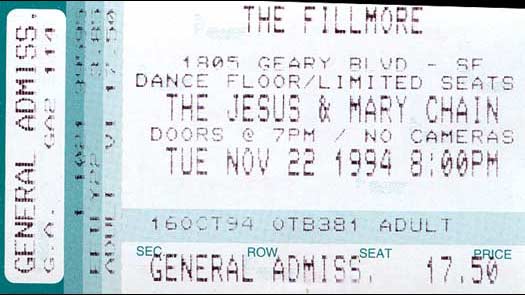 THE FILLMORE
1805 GEARY BLVD - SF
DANCE FLOOR/LIMITED SEATS
THE JESUS & MARY CHAIN
DOORS @ 7PM / NO CAMERAS
TUE NOV 22 1994 8:00PM
16OCT94 OTB381 ADULT
SEC ROW SEAT PRICE
GENERAL ADMISS. 17.50
GENERAL ADMISS.
G.A. GA2 114